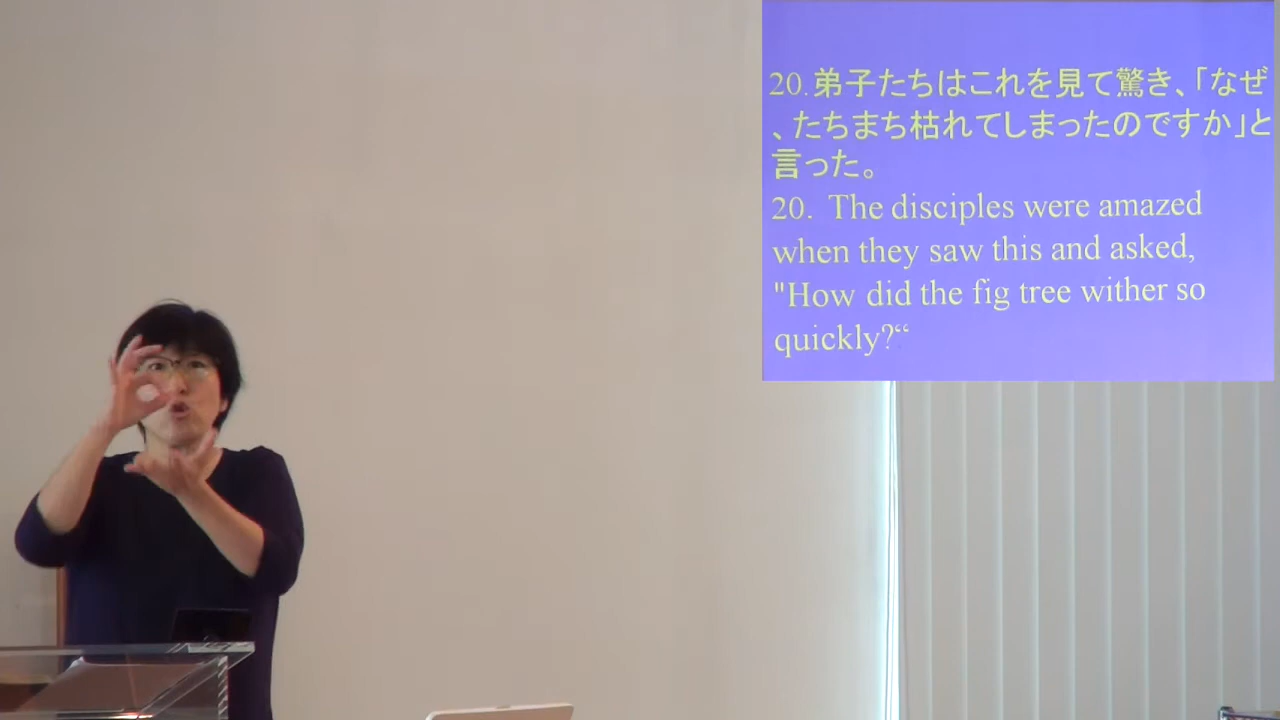 20.弟子たちはこれを見て驚き、「なぜ
、たちまち枯れてしまったのですか」と
言った。
20. The disciples were amazed
when they saw this and asked,
"How did the fig tree wither so
quickly?“